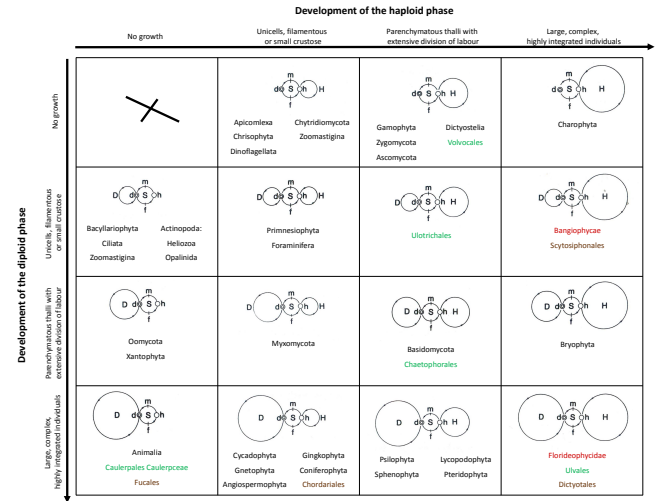 Development of the haploid phase
No growth
Unicells, filamentous
or small crustose
Parenchymatous thalli with
extensive division of labour
Large, complex,
highly integrated individuals
Development of the diploid phase
No growth
m
d S h H
f
Apicomlexa
Chytridiomycota
Chrisophyta
Zoomastigina
Dinoflagellata
m
d S h H
f
Gamophyta
Dictyostelia
Zygomycota
Volvocales
Ascomycota
m
d S h H
f
Charophyta
Unicells, filamentous
or small crustose
m
D d S h
f
Bacyllariophyta
Actinopoda:
Ciliata
Heliozoa
Zoomastigina
Opalinida
m
D d S h H
f
Primnesiophyta
Foraminifera
m
D d S h H
f
Ulotrichales
m
D d S h H
f
Bangiophycae
Scytosiphonales
Parenchymatous thalli with
extensive division of labour
m
D d S h
f
Oomycota
Xantophyta
m
D d S h H
f
Myxomycota
m
D d S h H
f
Basidomycota
Chaetophorales
m
D d S h H
f
Bryophyta
Large, complex,
highly integrated individuals
m
D d S h
f
Animalia
Caulerpales Caulerpceae
Fucales
m
D d S h H
f
Cycadophyta
Gingkophyta
Gnetophyta
Coniferophyta
Angiospermophyta
Chordariales
m
D d S h H
f
Psilophyta
Lycopodophyta
Sphenophyta
Pteridophyta
m
D d S h H
f
Florideophycidae
Ulvales
Dictyotales